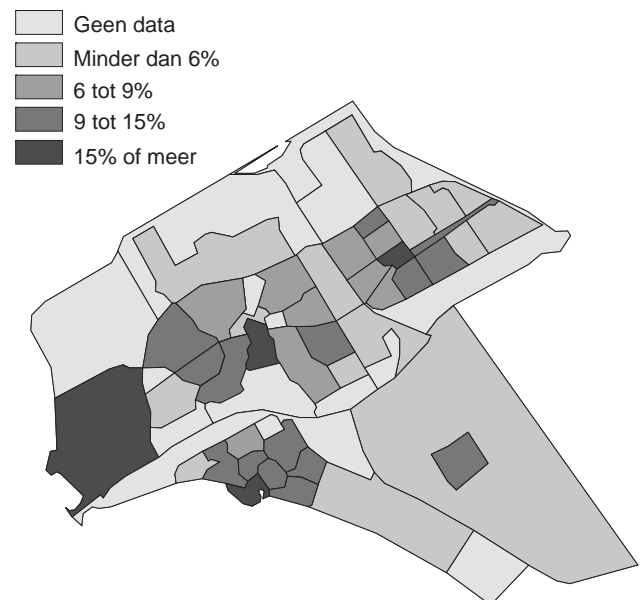 Geen data
Minder dan 6%
6 tot 9%
9 tot 15%
15% of meer